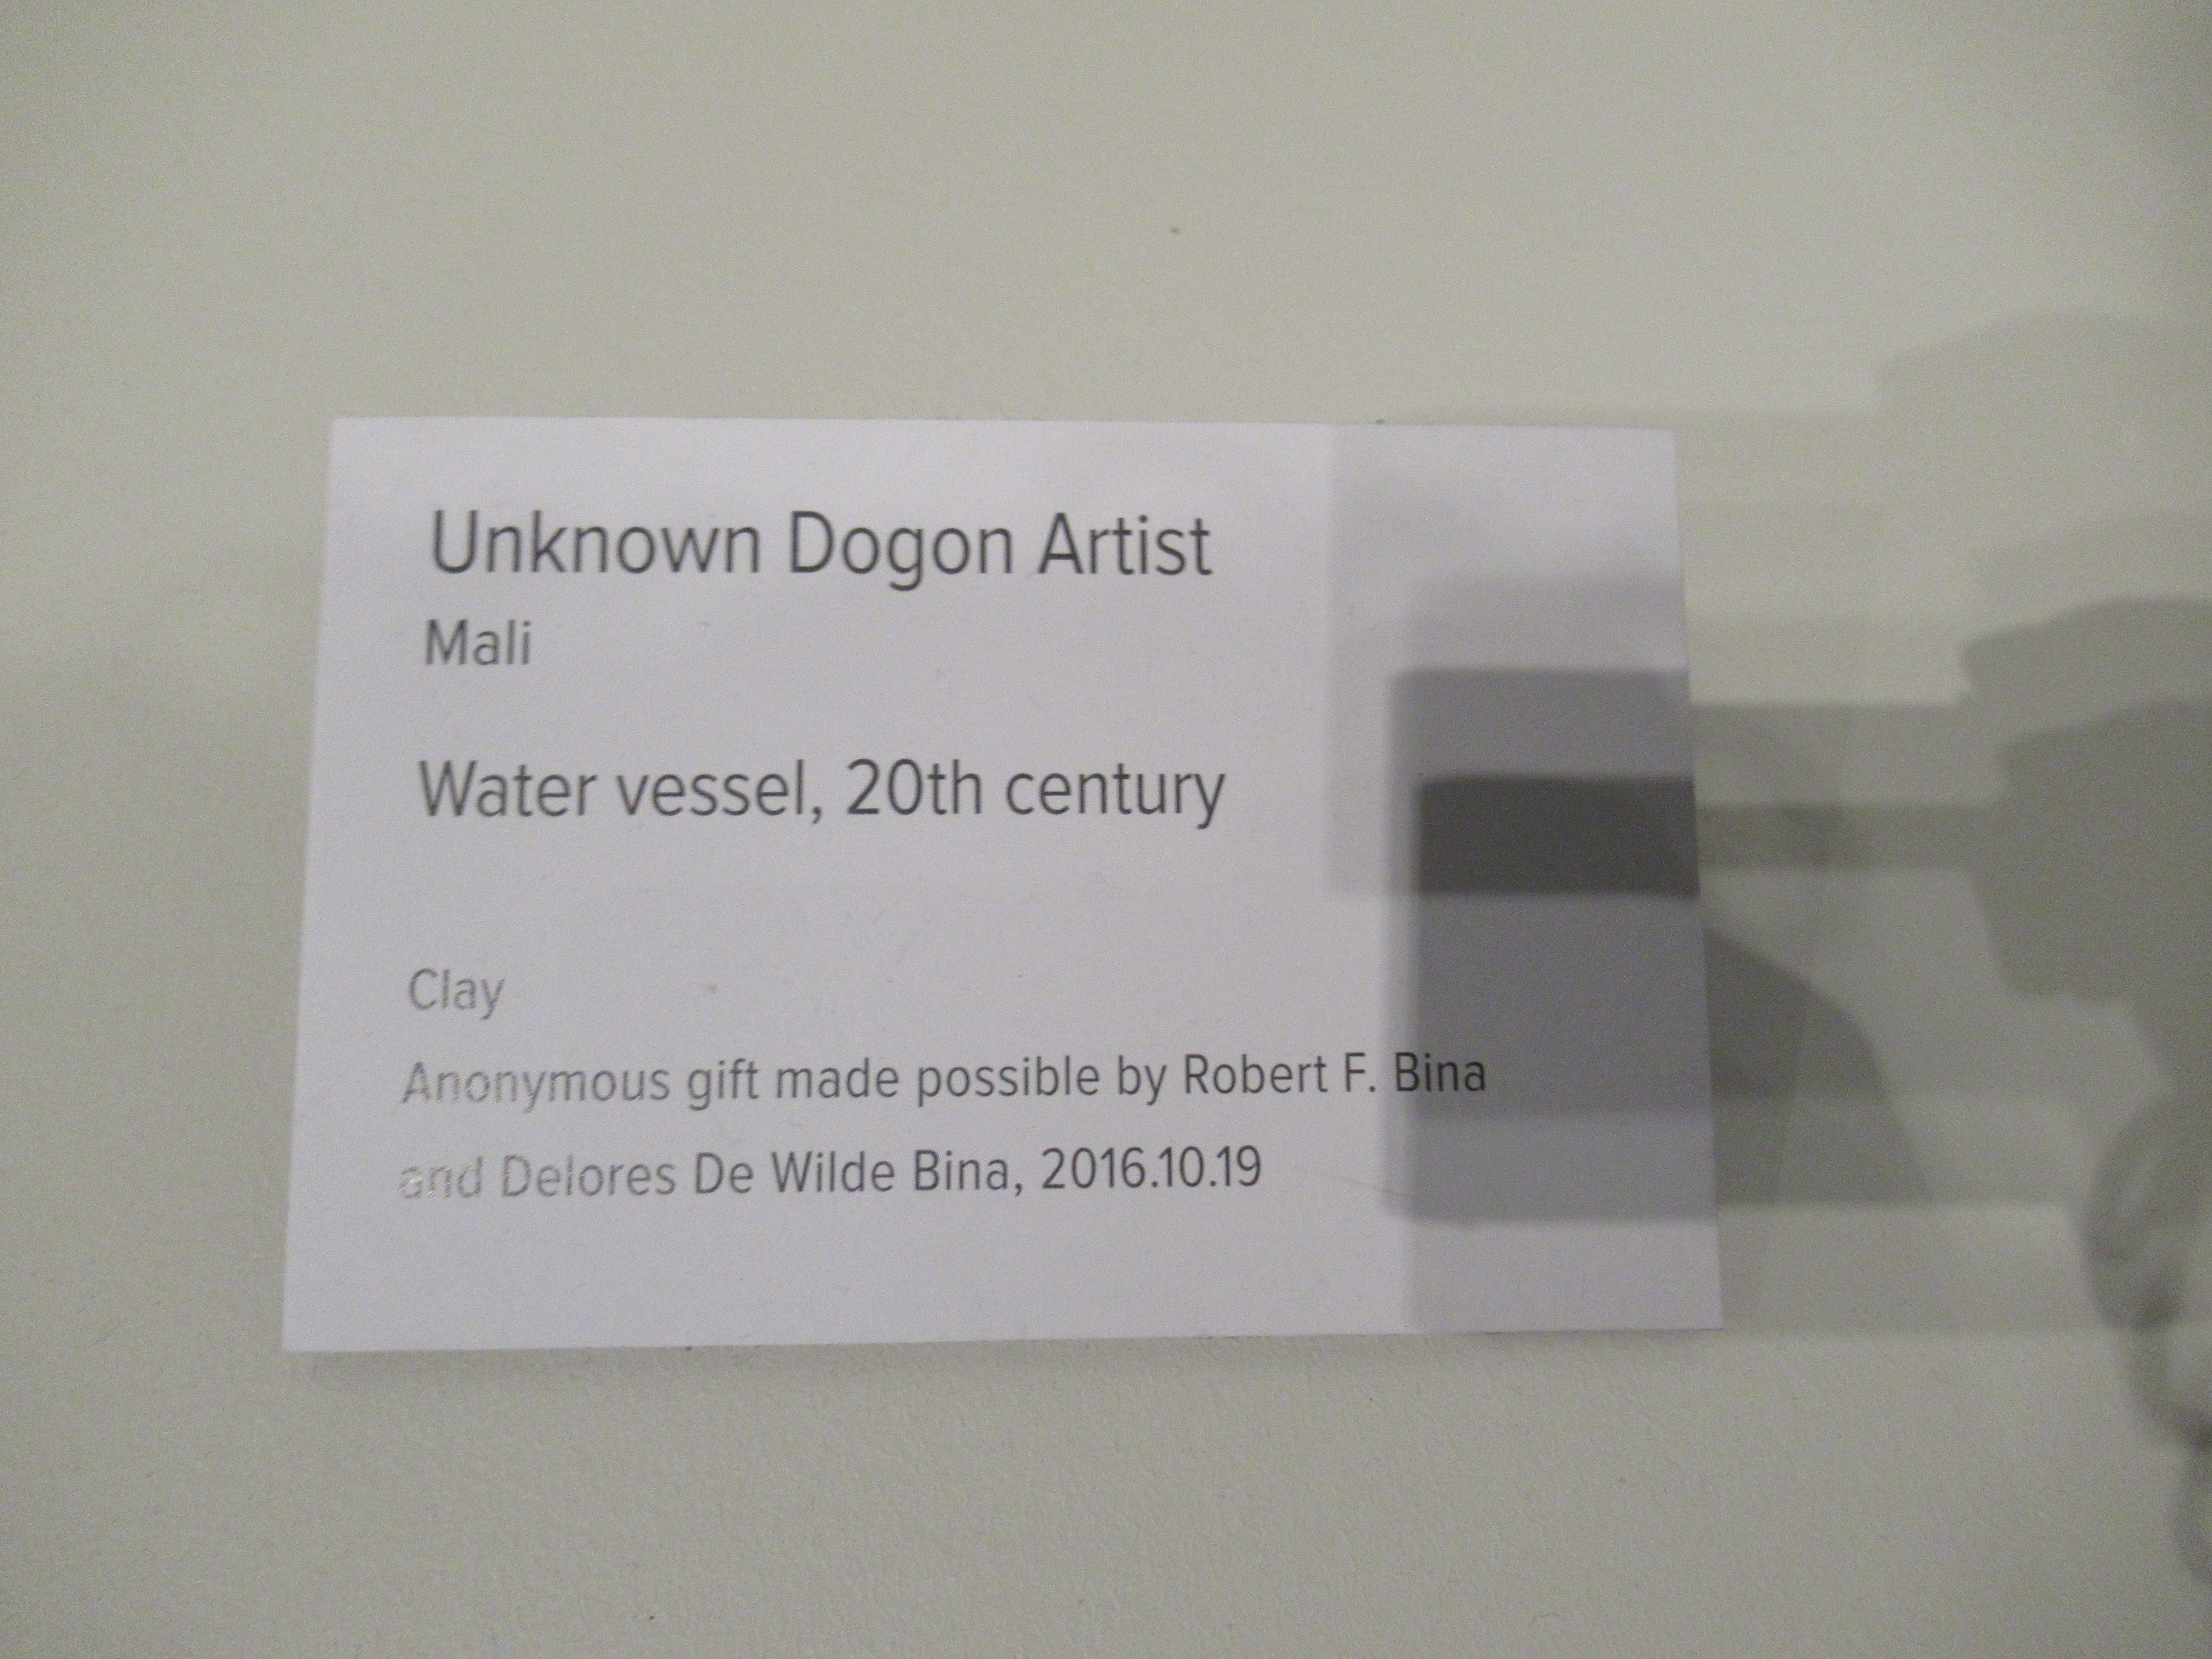 Unknown Dogon Artist
Mali
Water vessel, 20th century
Clay
Anonymous gift made possible by Robert F. Bina
and Delores De Wilde Bina, 2016.10.19